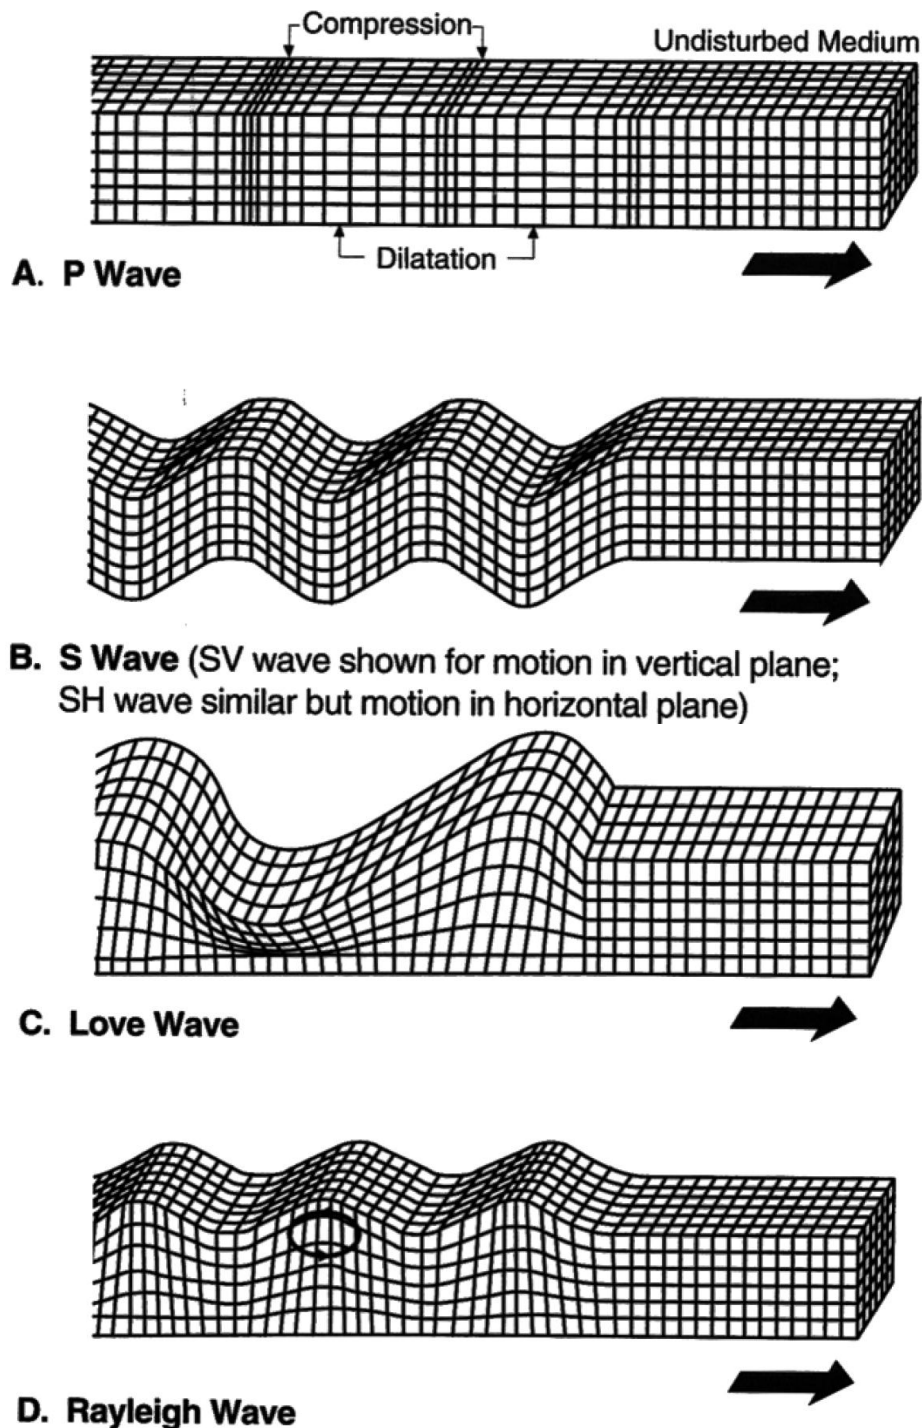 Compression
Undisturbed Medium
Dilatation
A. P Wave
B. S Wave (SV wave shown for motion in vertical plane;
SH wave similar but motion in horizontal plane)
C. Love Wave
D. Rayleigh Wave